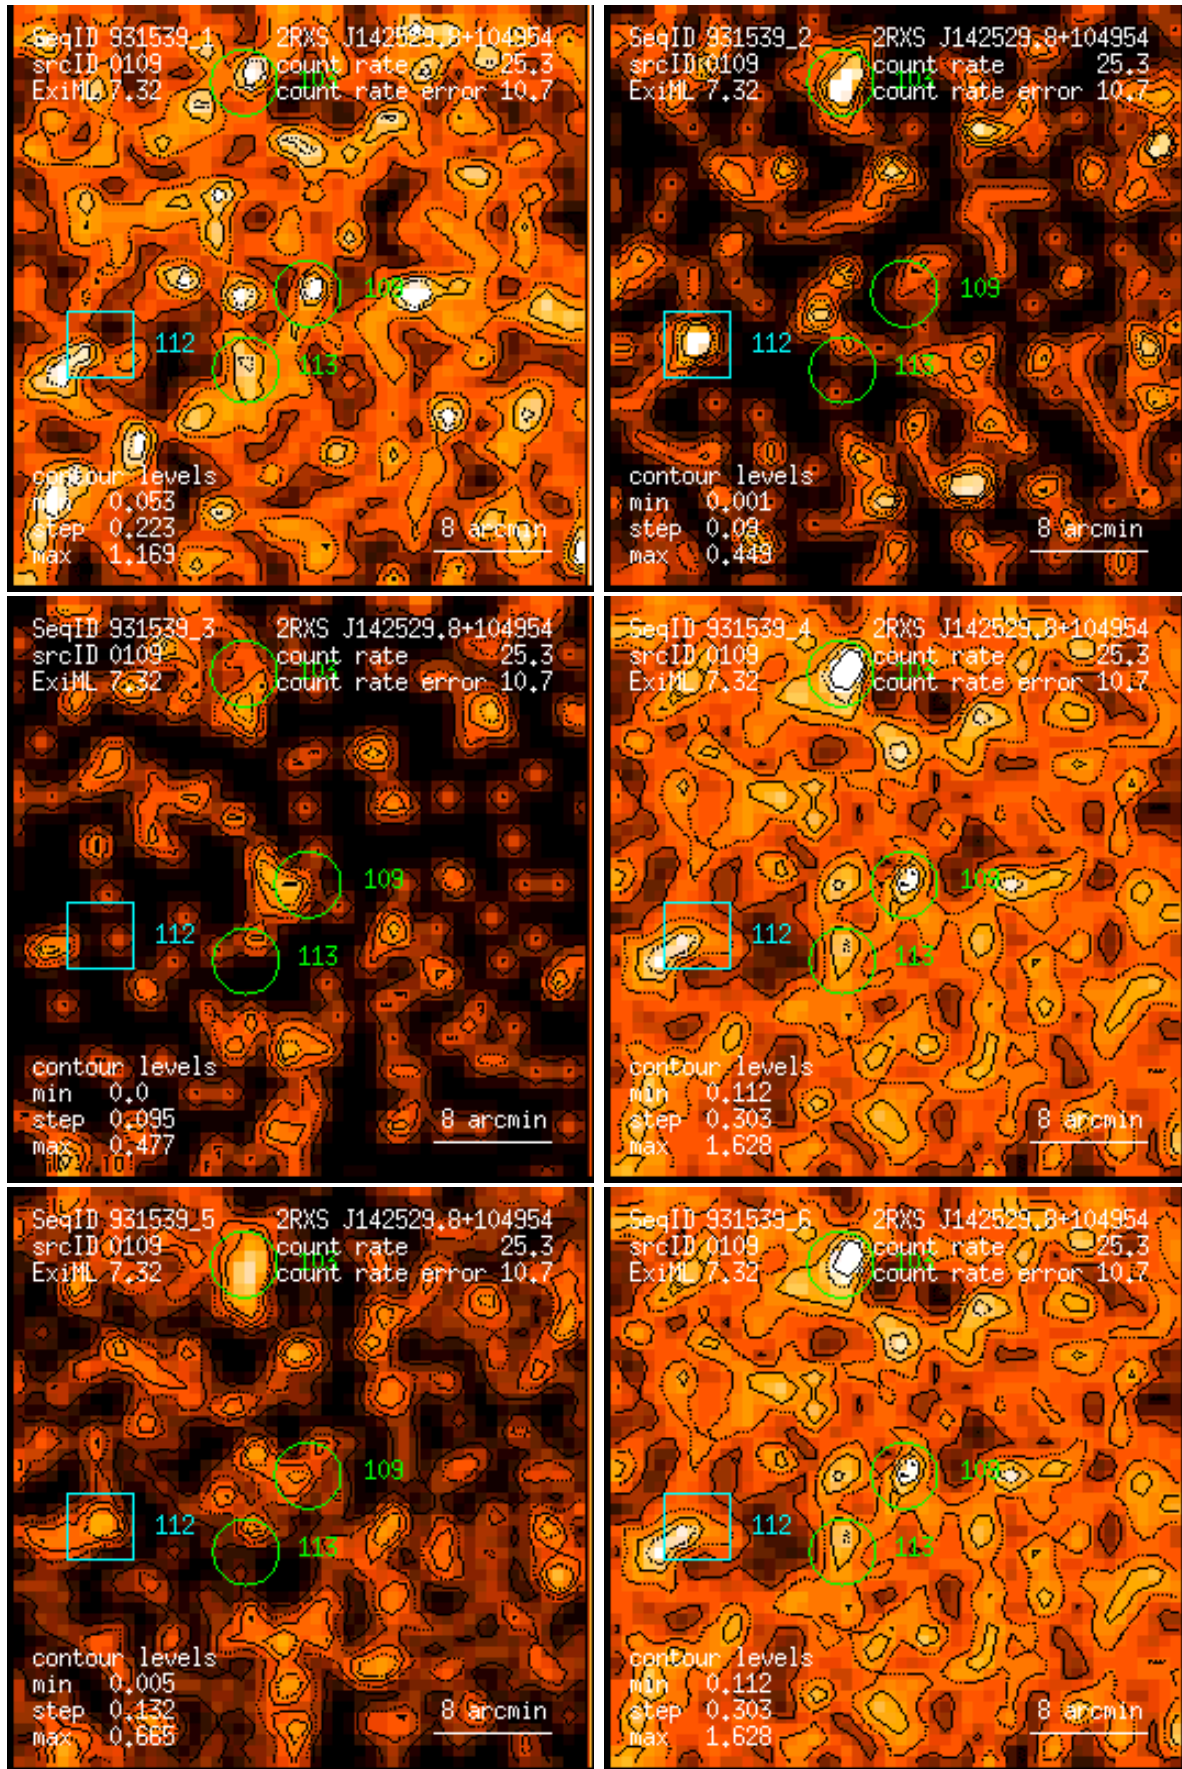 SeqID 931539_1 2RXS J142529.8+104954
srcID 0109 count rate 25.3
103
ExiML 7.32 count rate error 10.7
109
112
113
contour levels
min 0.053
step 0.223 8 arcmin
max 1.169
SeqID 931539_2 2RXS J142529.8+104954
srcID 0109 count rate 25.3
103
ExiML 7.32 count rate error 10.7
109
112
113
contour levels
min 0.001
step 0.09 8 arcmin
max 0.449
SeqID 931539_3 2RXS J142529.8+104954
srcID 0109 count rate 25.3
103
ExiML 7.32 count rate error 10.7
109
112
113
contour levels
min 0.0
step 0.095 8 arcmin
max 0.477
SeqID 931539_4 2RXS J142529.8+104954
srcID 0109 count rate 25.3
103
ExiML 7.32 count rate error 10.7
109
112
113
contour levels
min 0.112
step 0.303 8 arcmin
max 1.628
SeqID 931539_5 2RXS J142529.8+104954
srcID 0109 count rate 25.3
103
ExiML 7.32 count rate error 10.7
109
112
113
contour levels
min 0.005
step 0.132 8 arcmin
max 0.665
SeqID 931539_6 2RXS J142529.8+104954
srcID 0109 count rate 25.3
103
ExiML 7.32 count rate error 10.7
109
112
113
contour levels
min 0.112
step 0.303 8 arcmin
max 1.628